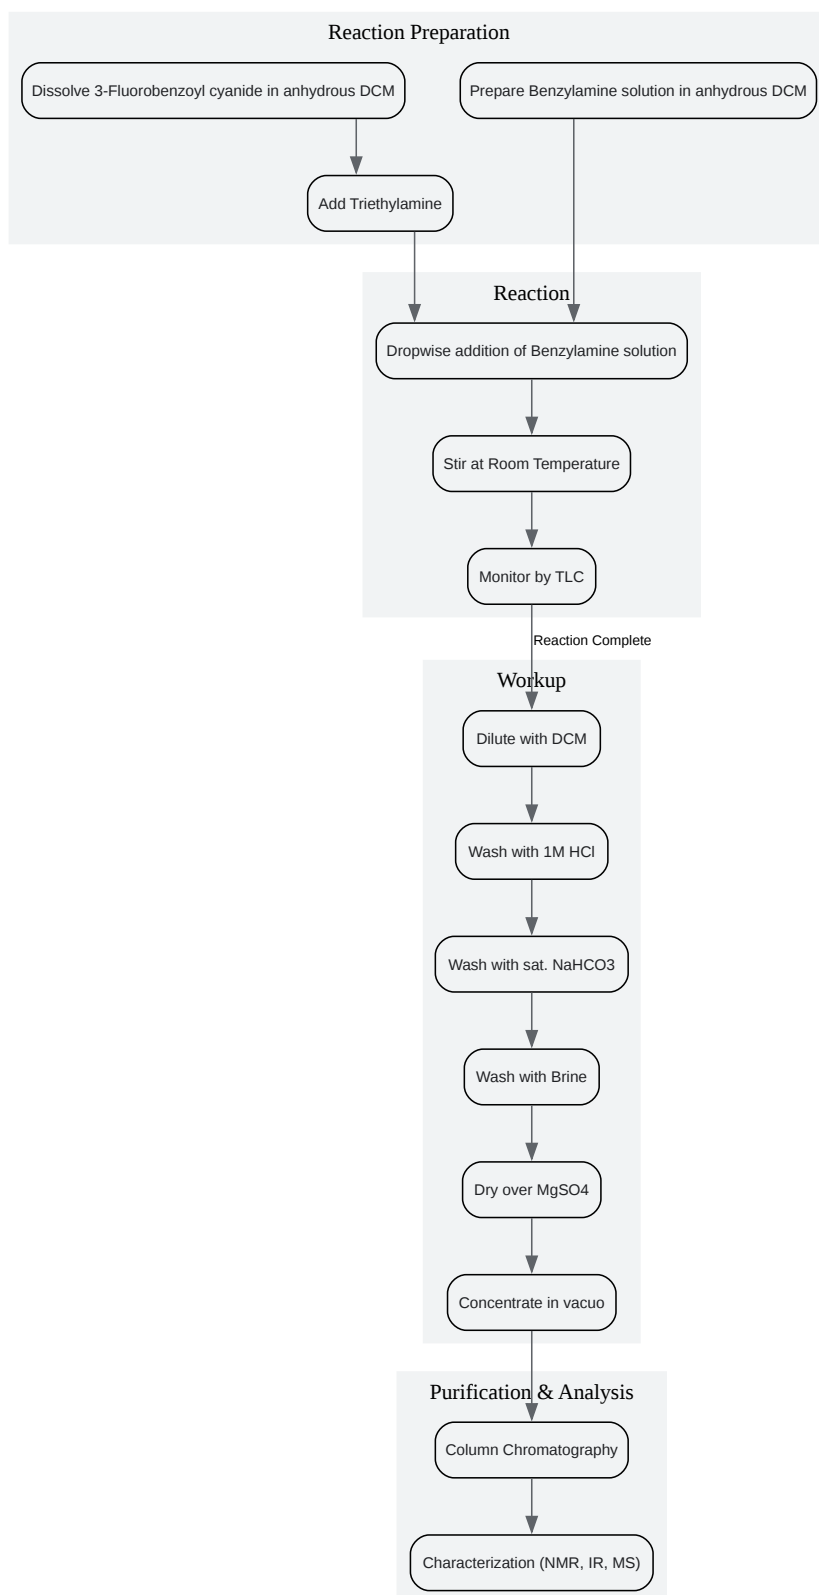 Reaction Preparation
Dissolve 3-Fluorobenzoyl cyanide in anhydrous DCM
Prepare Benzylamine solution in anhydrous DCM
Add Triethylamine
Reaction
Dropwise addition of Benzylamine solution
Stir at Room Temperature
Monitor by TLC
Reaction Complete
Workup
Dilute with DCM
Wash with 1M HCl
Wash with sat. NaHCO3
Wash with Brine
Dry over MgSO4
Concentrate in vacuo
Purification & Analysis
Column Chromatography
Characterization (NMR, IR, MS)